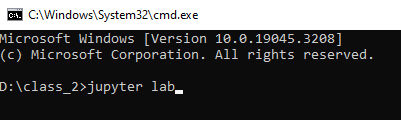 C:\Windows\System32\cmd.exe
Microsoft Windows [Version 10.0.19045.3208]
(c) Microsoft Corporation. All rights reserved.
D:\class_2>jupyter lab